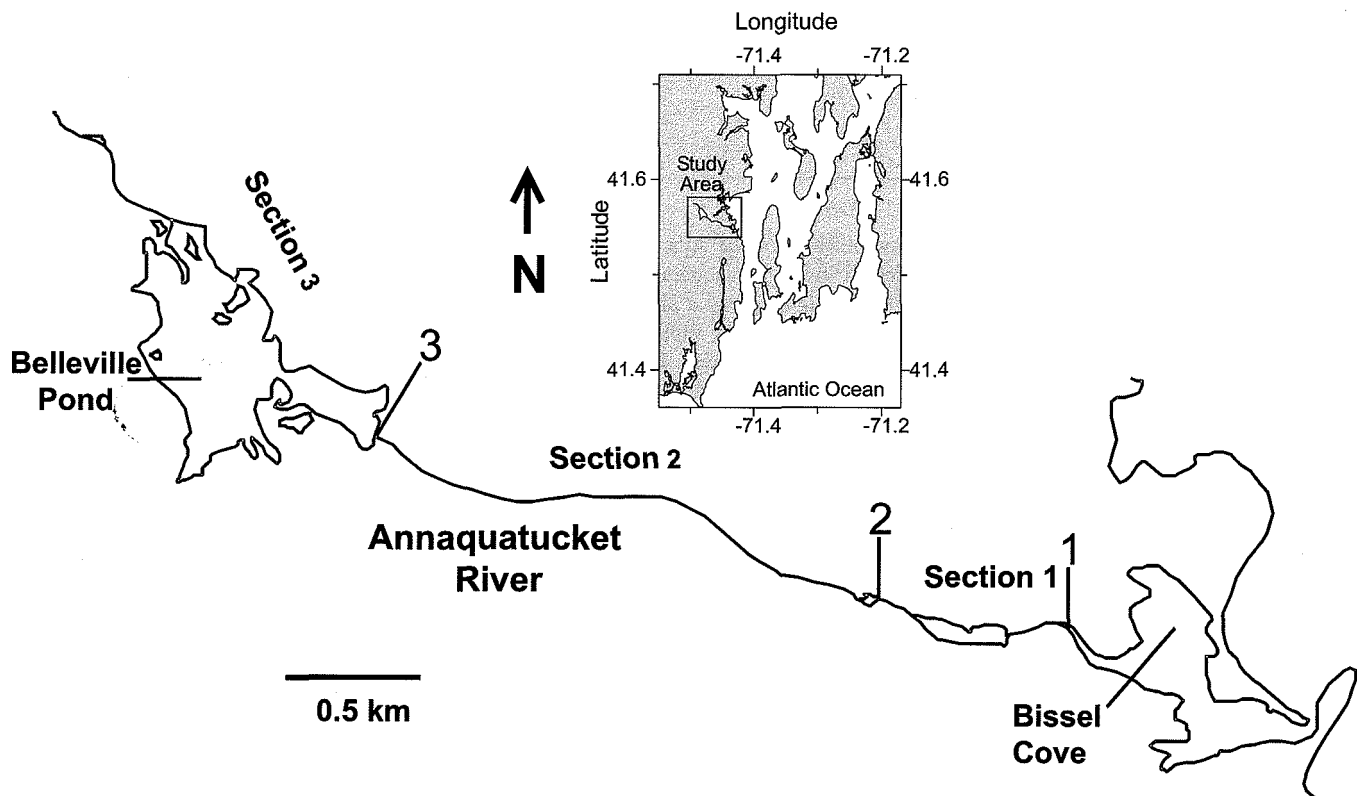 Longitude
-71.4 -71.2
Study
Area
41.6 41.6
Latitude
41.4 41.4
Atlantic Ocean
-71.4 -71.2
N
Section 3
Belleville
Pond
3
Section 2
Annaquatucket
River
2
Section 1
1
0.5 km
Bissel
Cove